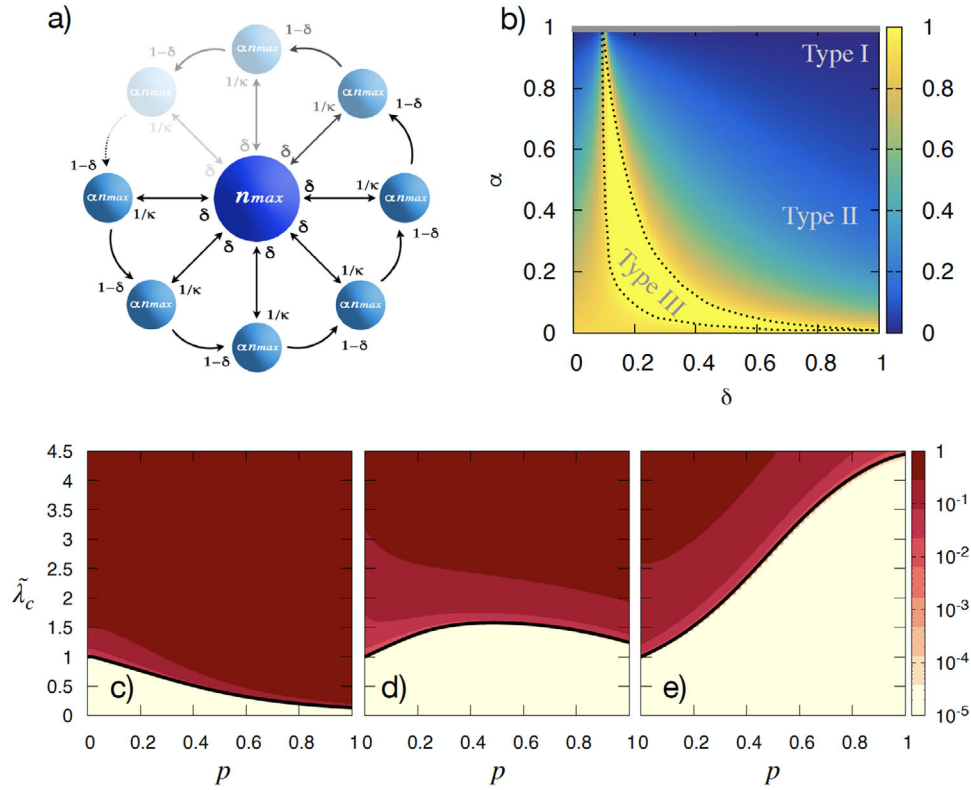 a)
αnmax
1-δ
1-δ
1/κ
αnmax
αnmax
1/κ
1/κ
1-δ
δ
δ
δ
1-δ
αnmax
1/κ
δ
nmax
δ
1/κ
αnmax
δ
δ
δ
1-δ
1-δ
αnmax
1/κ
1/κ
αnmax
1/κ
1-δ
αnmax
1-δ
b)
α
1
0.8
0.6
0.4
0.2
0
Type I
Type II
Type III
0 0.2 0.4 0.6 0.8 1
δ
1
0.8
0.6
0.4
0.2
0
λ̃c
4.5
4
3.5
3
2.5
2
1.5
1
0.5
0
c)
d)
e)
0 0.2 0.4 0.6 0.8 10 0.2 0.4 0.6 0.8 10 0.2 0.4 0.6 0.8 1
p
p
p
1
10-1
10-2
10-3
10-4
10-5